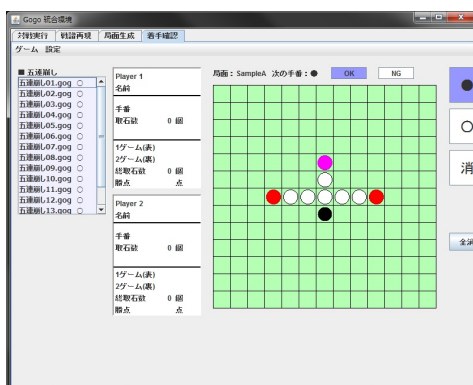 Gogo 統合環境
対戦実行 戦譜再現 局面生成 着手確認
ゲーム 設定
■ 五連崩し
五連崩し01.gog ○
五連崩し02.gog ○
五連崩し03.gog ○
五連崩し04.gog ○
五連崩し05.gog ○
五連崩し06.gog ○
五連崩し07.gog ○
五連崩し08.gog ○
五連崩し09.gog ○
五連崩し10.gog ○
五連崩し11.gog ○
五連崩し12.gog ○
五連崩し13.gog ○
Player 1
名前
手番
取石数 0 個
1ゲーム(表)
2ゲーム(裏)
総取石数 0 個
勝点 点
Player 2
名前
手番
取石数 0 個
1ゲーム(表)
2ゲーム(裏)
総取石数 0 個
勝点 点
局面：SampleA 次の手番：● OK NG
●
○
消
全消